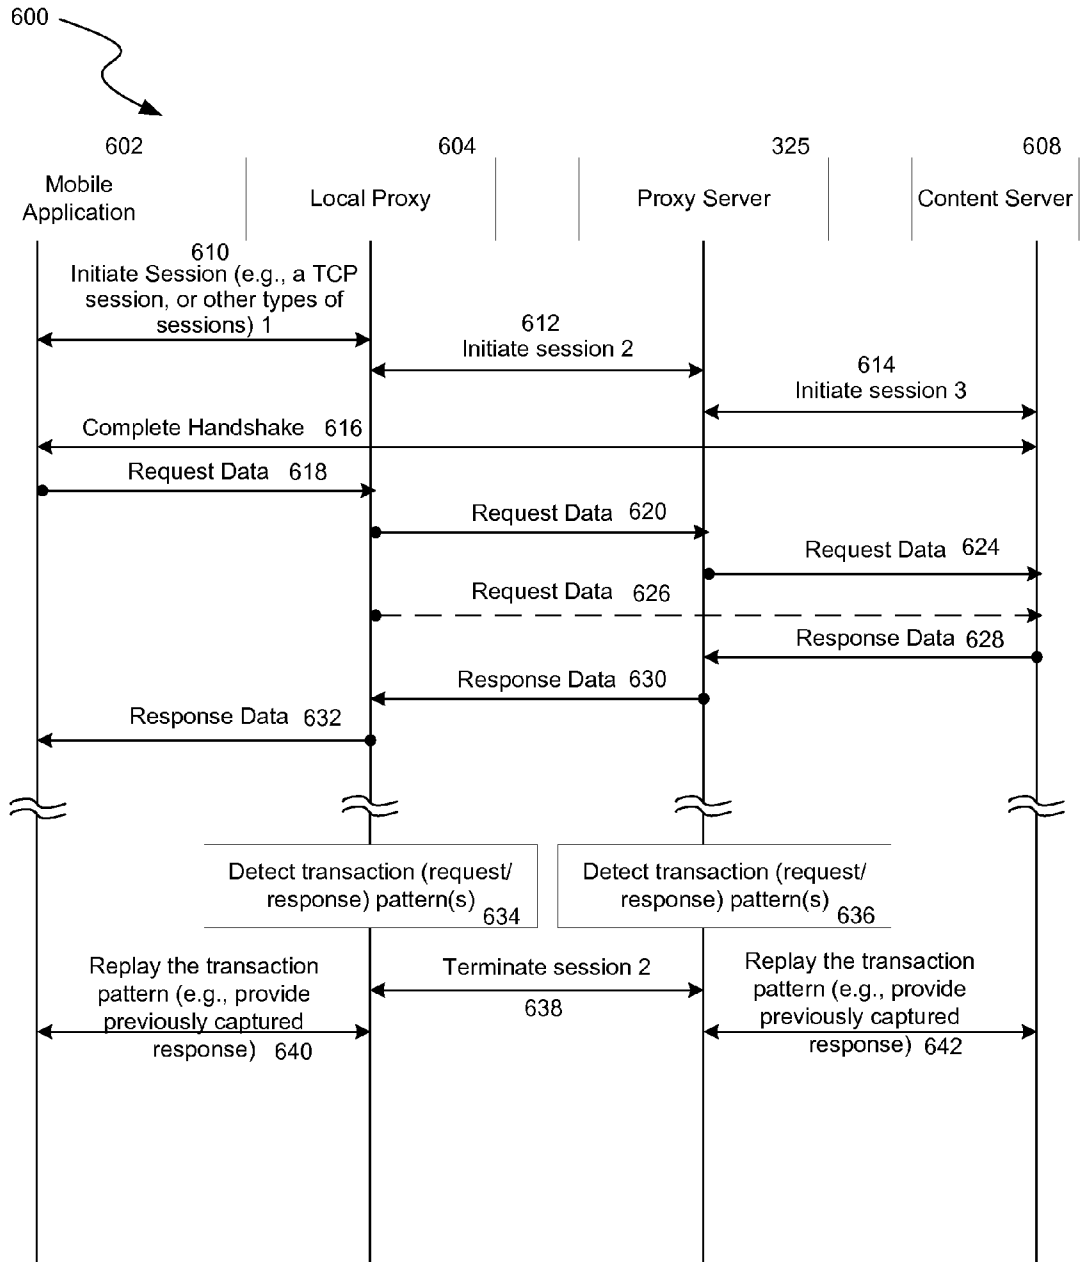 600
602
604
325
608
Mobile
Application
Local Proxy
Proxy Server
Content Server
610
Initiate Session (e.g., a TCP
session, or other types of
sessions) 1
612
Initiate session 2
614
Initiate session 3
Complete Handshake 616
Request Data 618
Request Data 620
Request Data 624
Request Data 626
Response Data 628
Response Data 630
Response Data 632
Detect transaction (request/
response) pattern(s)
634
Detect transaction (request/
response) pattern(s)
636
Replay the transaction
pattern (e.g., provide
previously captured
response) 640
Terminate session 2
638
Replay the transaction
pattern (e.g., provide
previously captured
response) 642